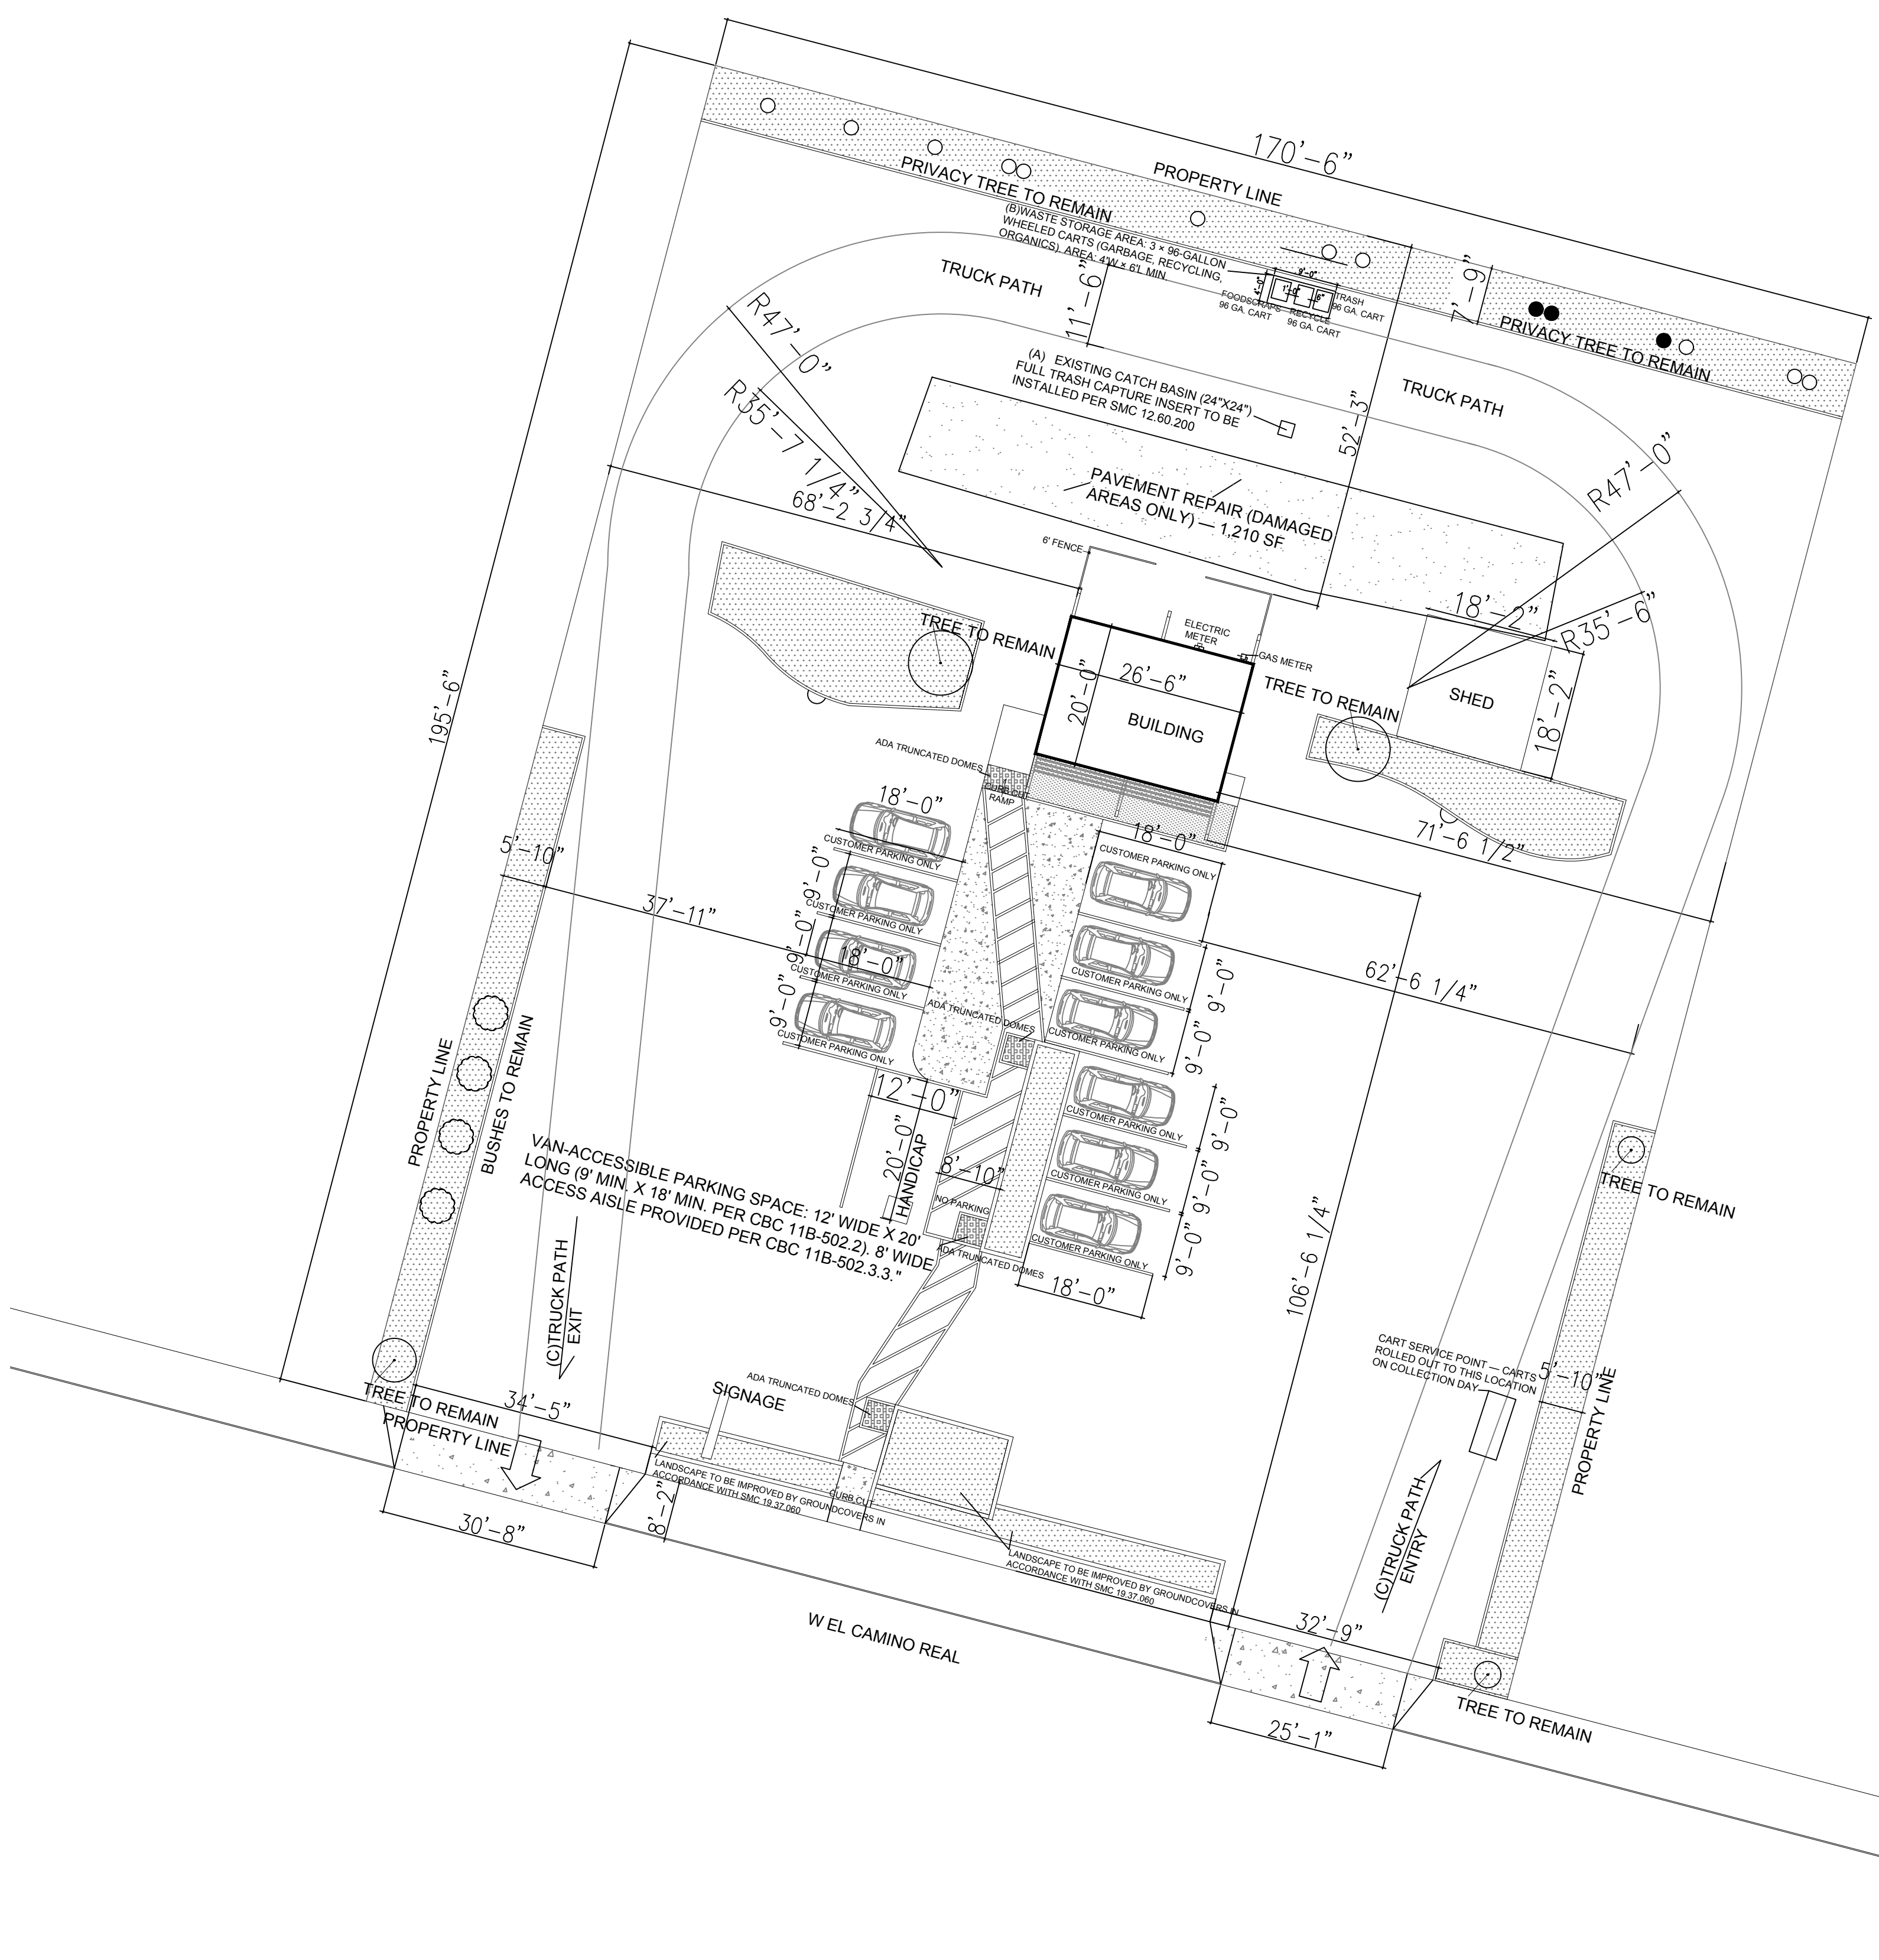 170'-6"
PROPERTY LINE
PRIVACY TREE TO REMAIN
(B)WASTE STORAGE AREA: 3 × 96-GALLON
WHEELED CARTS (GARBAGE, RECYCLING,
ORGANICS). AREA: 4'W × 6'L MIN
TRUCK PATH
11'-6"
9'-0"
4'-0"
1'-0"
6"
FOODSCRAPS
96 GA. CART
RECYCLE
96 GA. CART
TRASH
96 GA. CART
7'-9"
PRIVACY TREE TO REMAIN
TRUCK PATH
R47'-0"
R35'-7 1/4"
68'-2 3/4"
(A) EXISTING CATCH BASIN (24"X24")
FULL TRASH CAPTURE INSERT TO BE
INSTALLED PER SMC 12.60.200
52'-3"
PAVEMENT REPAIR (DAMAGED
AREAS ONLY) — 1,210 SF
R47'-0"
R35'-6"
18'-2"
18'-2"
SHED
6' FENCE
TREE TO REMAIN
ELECTRIC
METER
GAS METER
26'-6"
20'-0"
BUILDING
TREE TO REMAIN
195'-6"
ADA TRUNCATED DOMES
CURB CUT
RAMP
18'-0"
CUSTOMER PARKING ONLY
9'-0"
CUSTOMER PARKING ONLY
9'-0"
18'-0"
CUSTOMER PARKING ONLY
9'-0"
CUSTOMER PARKING ONLY
18'-0"
CUSTOMER PARKING ONLY
71'-6 1/2"
5'-10"
37'-11"
62'-6 1/4"
CUSTOMER PARKING ONLY
9'-0"
ADA TRUNCATED DOMES
CUSTOMER PARKING ONLY
9'-0"
CUSTOMER PARKING ONLY
9'-0"
CUSTOMER PARKING ONLY
9'-0"
CUSTOMER PARKING ONLY
9'-0"
18'-0"
12'-0"
20'-0"
HANDICAP
8'-10"
NO PARKING
ADA TRUNCATED DOMES
PROPERTY LINE
BUSHES TO REMAIN
VAN-ACCESSIBLE PARKING SPACE: 12' WIDE X 20'
LONG (9' MIN. X 18' MIN. PER CBC 11B-502.2). 8' WIDE
ACCESS AISLE PROVIDED PER CBC 11B-502.3.3."
(C)TRUCK PATH
EXIT
106'-6 1/4"
TREE TO REMAIN
CART SERVICE POINT — CARTS
ROLLED OUT TO THIS LOCATION
ON COLLECTION DAY
5'-10"
PROPERTY LINE
TREE TO REMAIN
PROPERTY LINE
34'-5"
ADA TRUNCATED DOMES
SIGNAGE
LANDSCAPE TO BE IMPROVED BY GROUNDCOVERS IN
ACCORDANCE WITH SMC 19.37.060
CURB CUT
8'-2"
30'-8"
LANDSCAPE TO BE IMPROVED BY GROUNDCOVERS IN
ACCORDANCE WITH SMC 19.37.060
(C)TRUCK PATH
ENTRY
32'-9"
25'-1"
TREE TO REMAIN
W EL CAMINO REAL